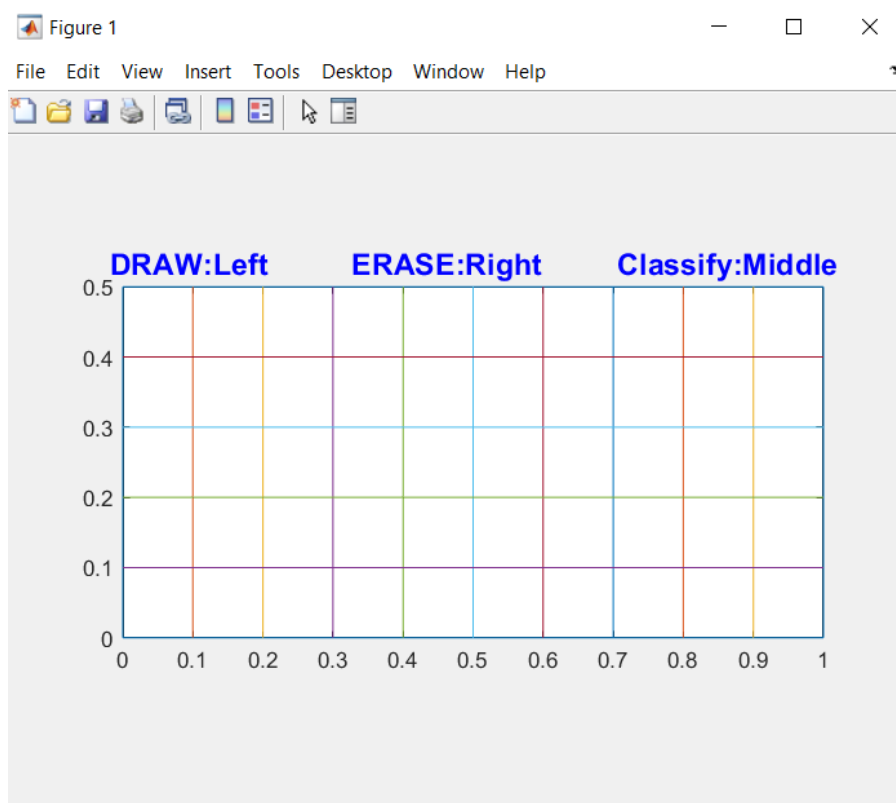 Figure 1
File Edit View Insert Tools Desktop Window Help
DRAW:Left ERASE:Right Classify:Middle
0.5
0.4
0.3
0.2
0.1
0
0 0.1 0.2 0.3 0.4 0.5 0.6 0.7 0.8 0.9 1